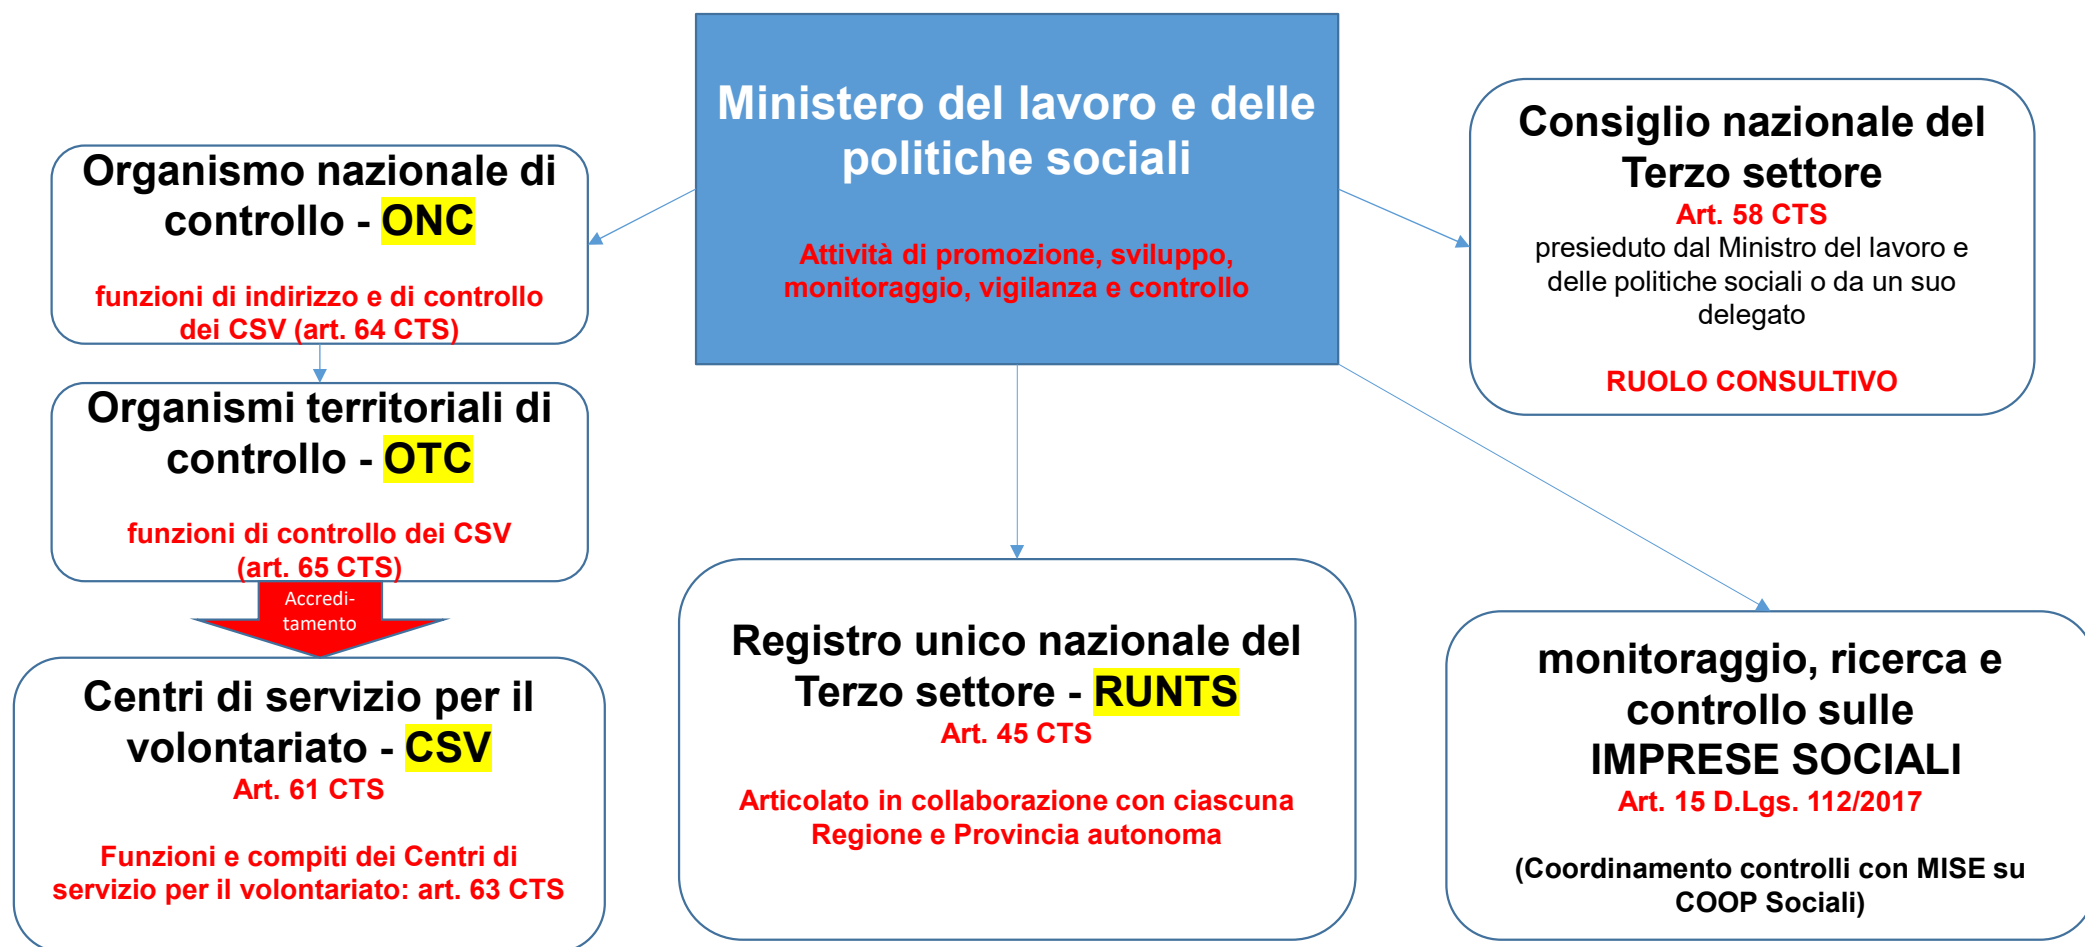 Ministero del lavoro e delle
politiche sociali
Attività di promozione, sviluppo,
monitoraggio, vigilanza e controllo
Organismo nazionale di
controllo - ONC
funzioni di indirizzo e di controllo
dei CSV (art. 64 CTS)
Organismi territoriali di
controllo - OTC
funzioni di controllo dei CSV
(art. 65 CTS)
Accredi-
tamento
Centri di servizio per il
volontariato - CSV
Art. 61 CTS
Funzioni e compiti dei Centri di
servizio per il volontariato: art. 63 CTS
Registro unico nazionale del
Terzo settore - RUNTS
Art. 45 CTS
Articolato in collaborazione con ciascuna
Regione e Provincia autonoma
Consiglio nazionale del
Terzo settore
Art. 58 CTS
presieduto dal Ministro del lavoro e
delle politiche sociali o da un suo
delegato
RUOLO CONSULTIVO
monitoraggio, ricerca e
controllo sulle
IMPRESE SOCIALI
Art. 15 D.Lgs. 112/2017
(Coordinamento controlli con MISE su
COOP Sociali)